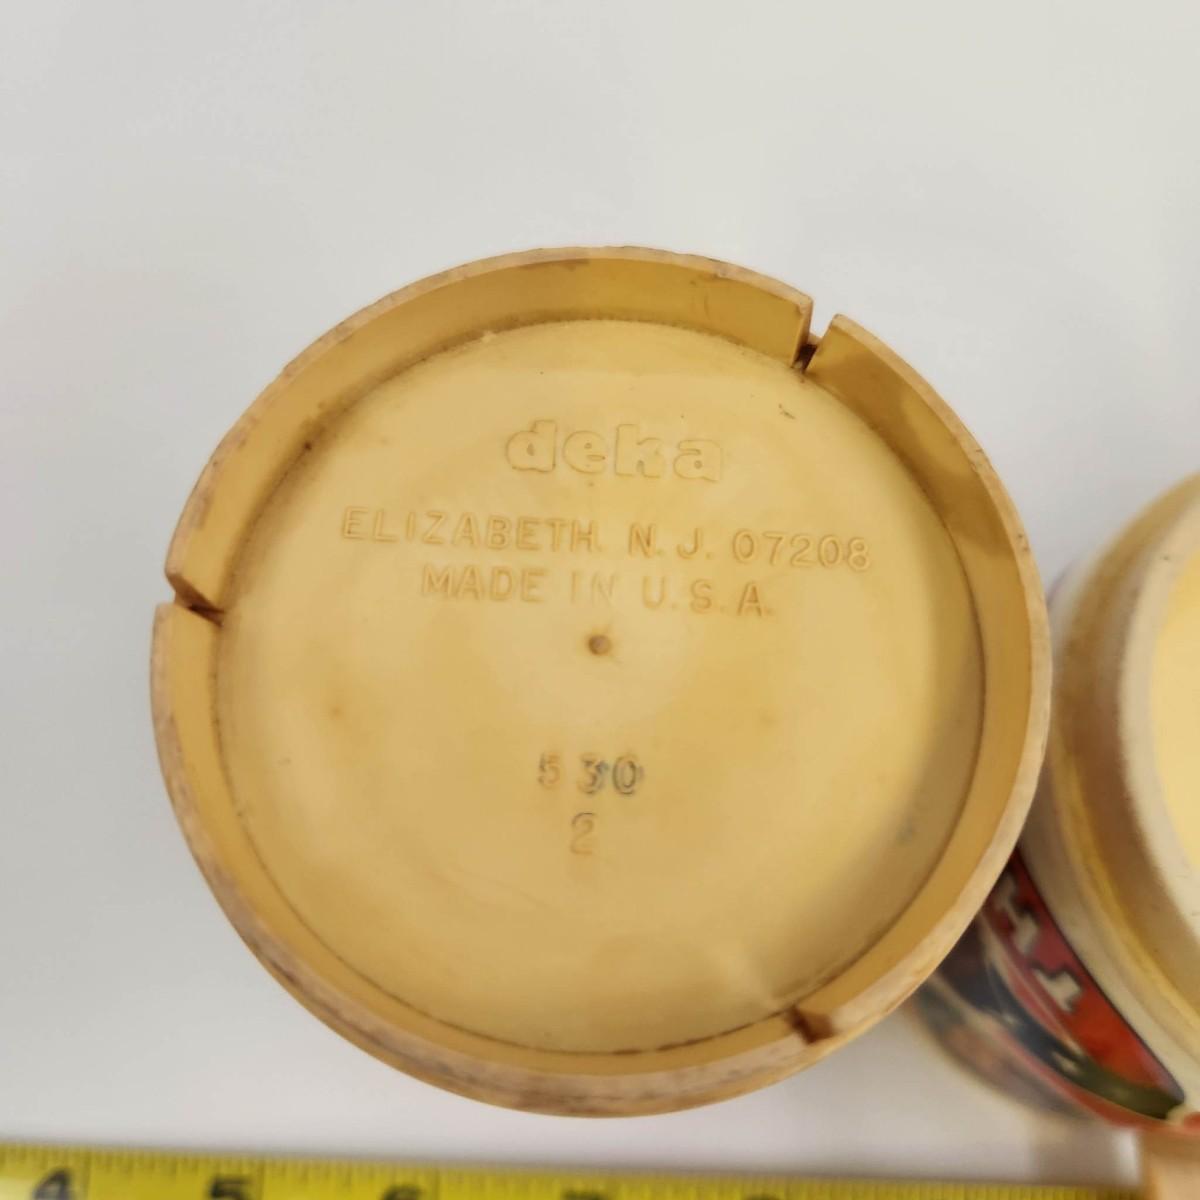 deka
ELIZABETH. N.J. 07208
MADE IN U.S.A.
530
2
4 5 6